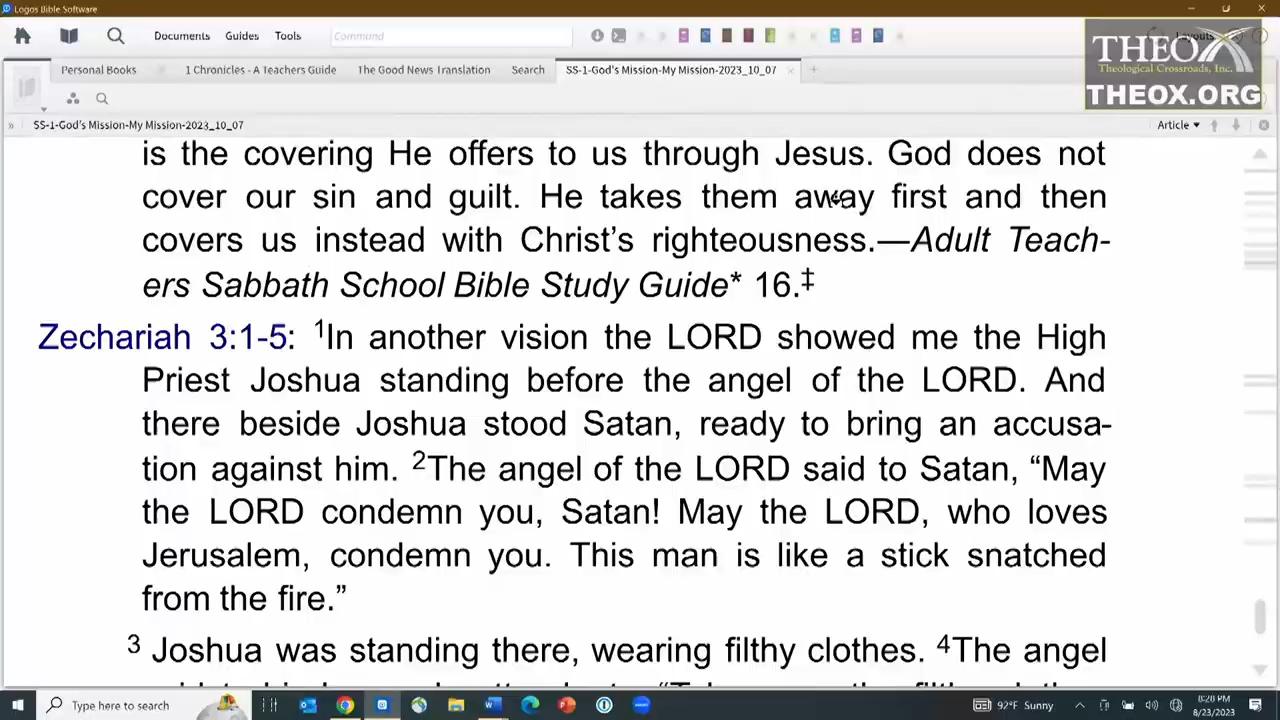 Logos Bible Software
Documents Guides Tools Command Layouts
THEOX
Theological Crossroads, Inc.
THEOX.ORG
Personal Books 1 Chronicles - A Teachers Guide The Good News Search SS-1-God's Mission-My Mission-2023_10_07
SS-1-God's Mission-My Mission-2023_10_07 Article
is the covering He offers to us through Jesus. God does not
cover our sin and guilt. He takes them away first and then
covers us instead with Christ’s righteousness.—Adult Teach-
ers Sabbath School Bible Study Guide* 16.‡
Zechariah 3:1-5: 1In another vision the LORD showed me the High
Priest Joshua standing before the angel of the LORD. And
there beside Joshua stood Satan, ready to bring an accusa-
tion against him. 2The angel of the LORD said to Satan, “May
the LORD condemn you, Satan! May the LORD, who loves
Jerusalem, condemn you. This man is like a stick snatched
from the fire.”
3 Joshua was standing there, wearing filthy clothes. 4The angel
Type here to search 92°F Sunny 8:28 PM
8/23/2023